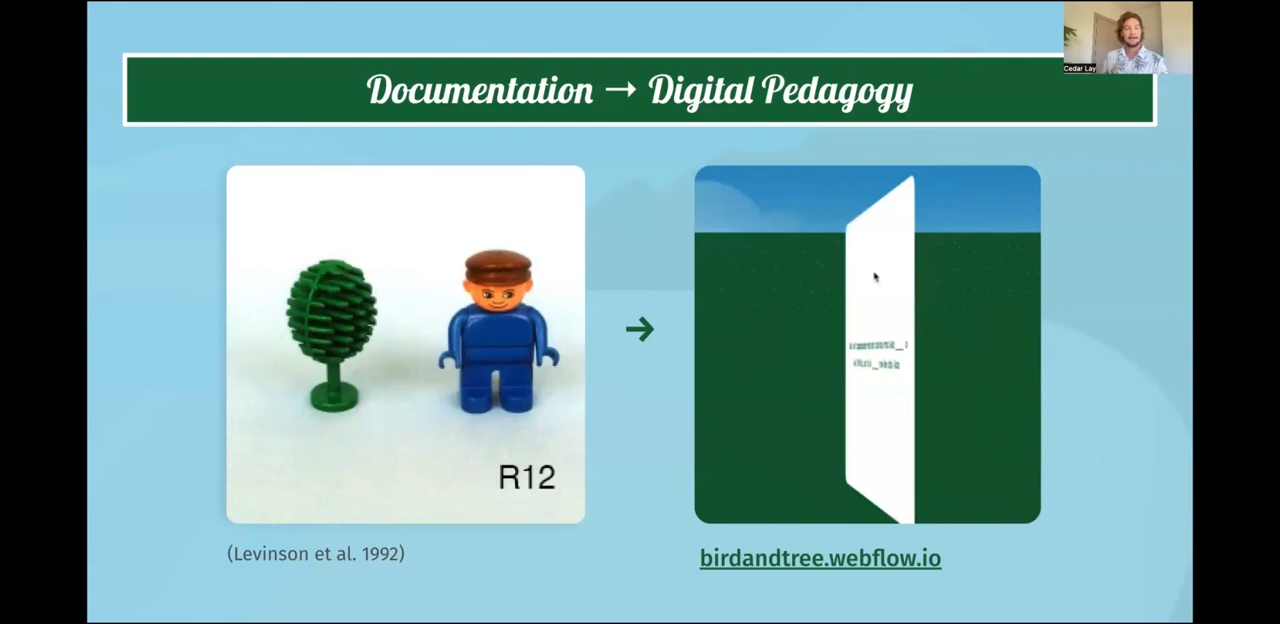 Documentation → Digital Pedagogy
Cedar Lay
R12
(Levinson et al. 1992)
birdandtree.webflow.io